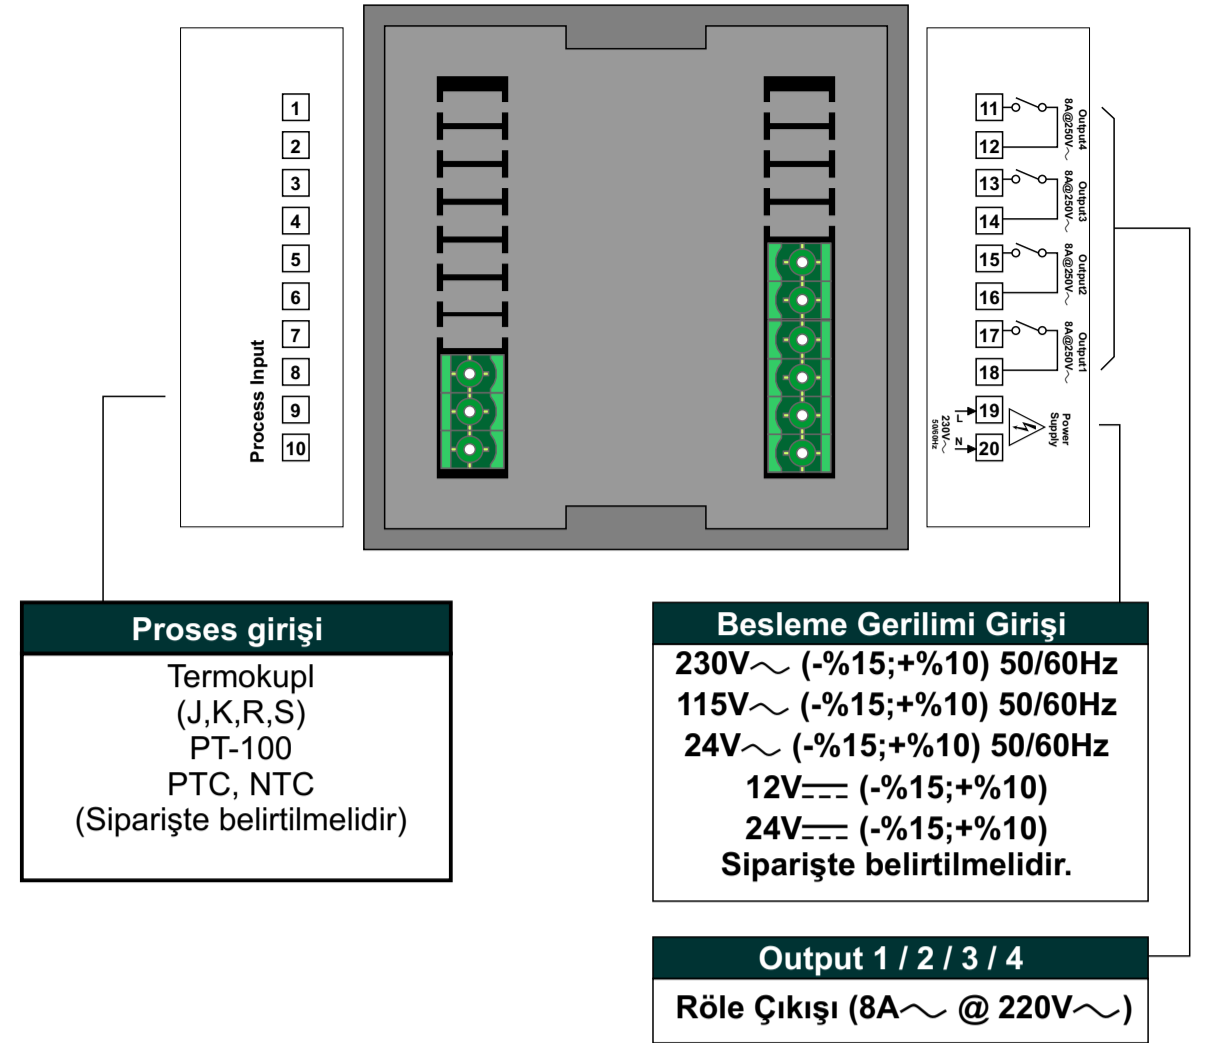 1
2
3
4
5
6
7
8
9
10
Process Input
11
12
13
14
15
16
17
18
19
20
Output4
8A@250V~
Output3
8A@250V~
Output2
8A@250V~
Output1
8A@250V~
Power
Supply
L
N
230V~
50/60Hz
Proses girişi
Termokupl
(J,K,R,S)
PT-100
PTC, NTC
(Siparişte belirtilmelidir)
Besleme Gerilimi Girişi
230V~ (-%15;+%10) 50/60Hz
115V~ (-%15;+%10) 50/60Hz
24V~ (-%15;+%10) 50/60Hz
12V⎓ (-%15;+%10)
24V⎓ (-%15;+%10)
Siparişte belirtilmelidir.
Output 1 / 2 / 3 / 4
Röle Çıkışı (8A~ @ 220V~)